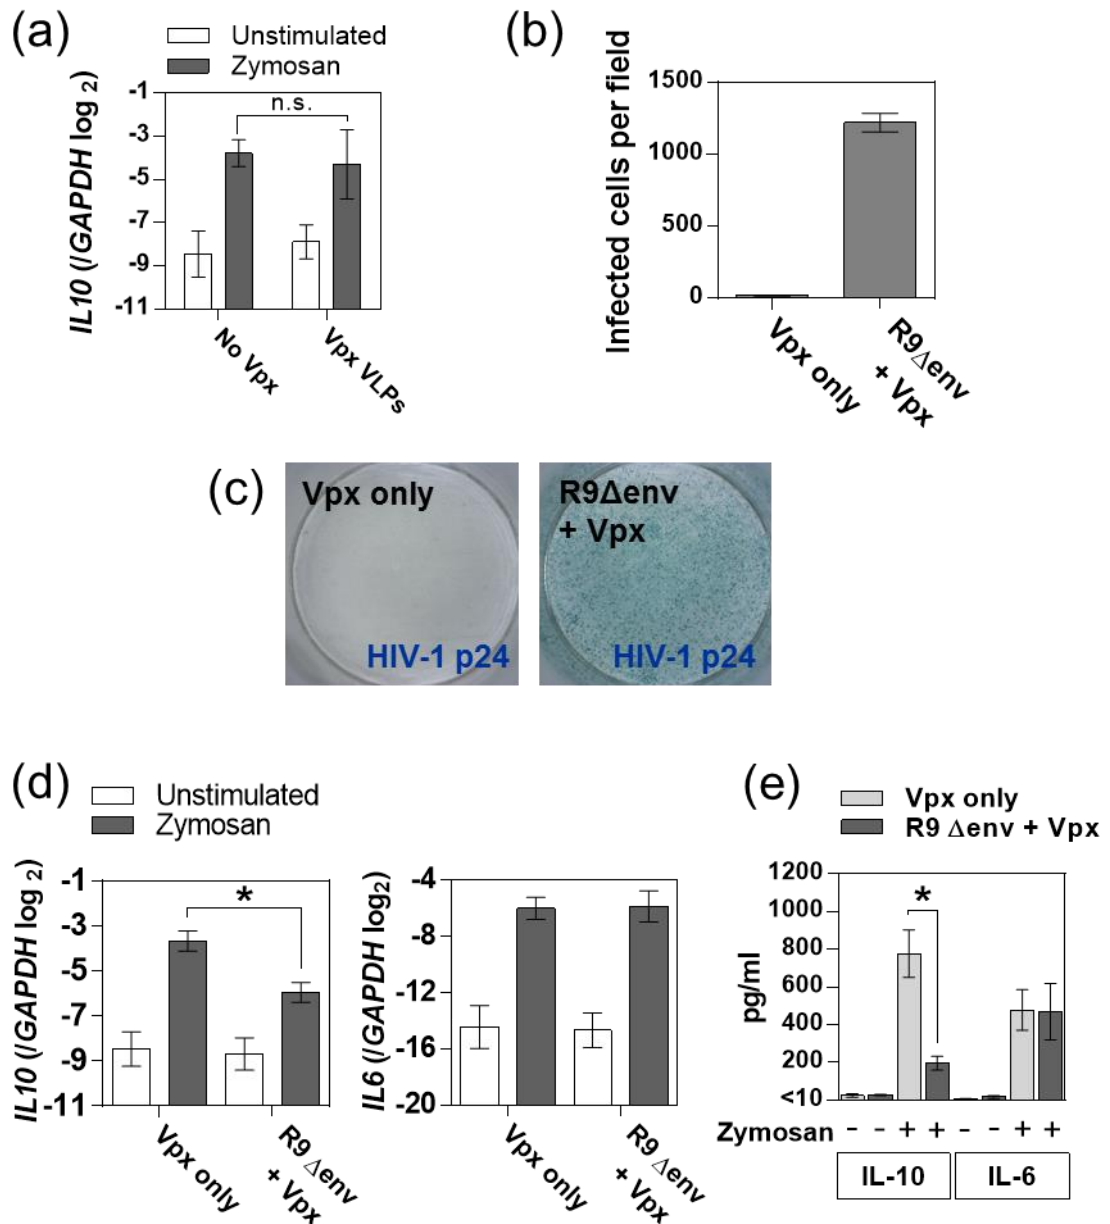 (a)
Unstimulated
Zymosan
IL10 (/GAPDH log 2)
-1
-3
-5
-7
-9
-11
n.s.
No Vpx
Vpx VLPs
(b)
Infected cells per field
1500
1000
500
0
Vpx only
R9Δenv
+ Vpx
(c)
Vpx only
HIV-1 p24
R9Δenv
+ Vpx
HIV-1 p24
(d)
Unstimulated
Zymosan
IL10 (/GAPDH log 2)
-1
-3
-5
-7
-9
-11
*
Vpx only
R9 Δenv
+ Vpx
IL6 (/GAPDH log2)
-4
-8
-12
-16
-20
Vpx only
R9 Δenv
+ Vpx
(e)
Vpx only
R9 Δenv + Vpx
pg/ml
1200
1000
800
600
400
200
<10
*
Zymosan - - + + - - + +
IL-10 IL-6